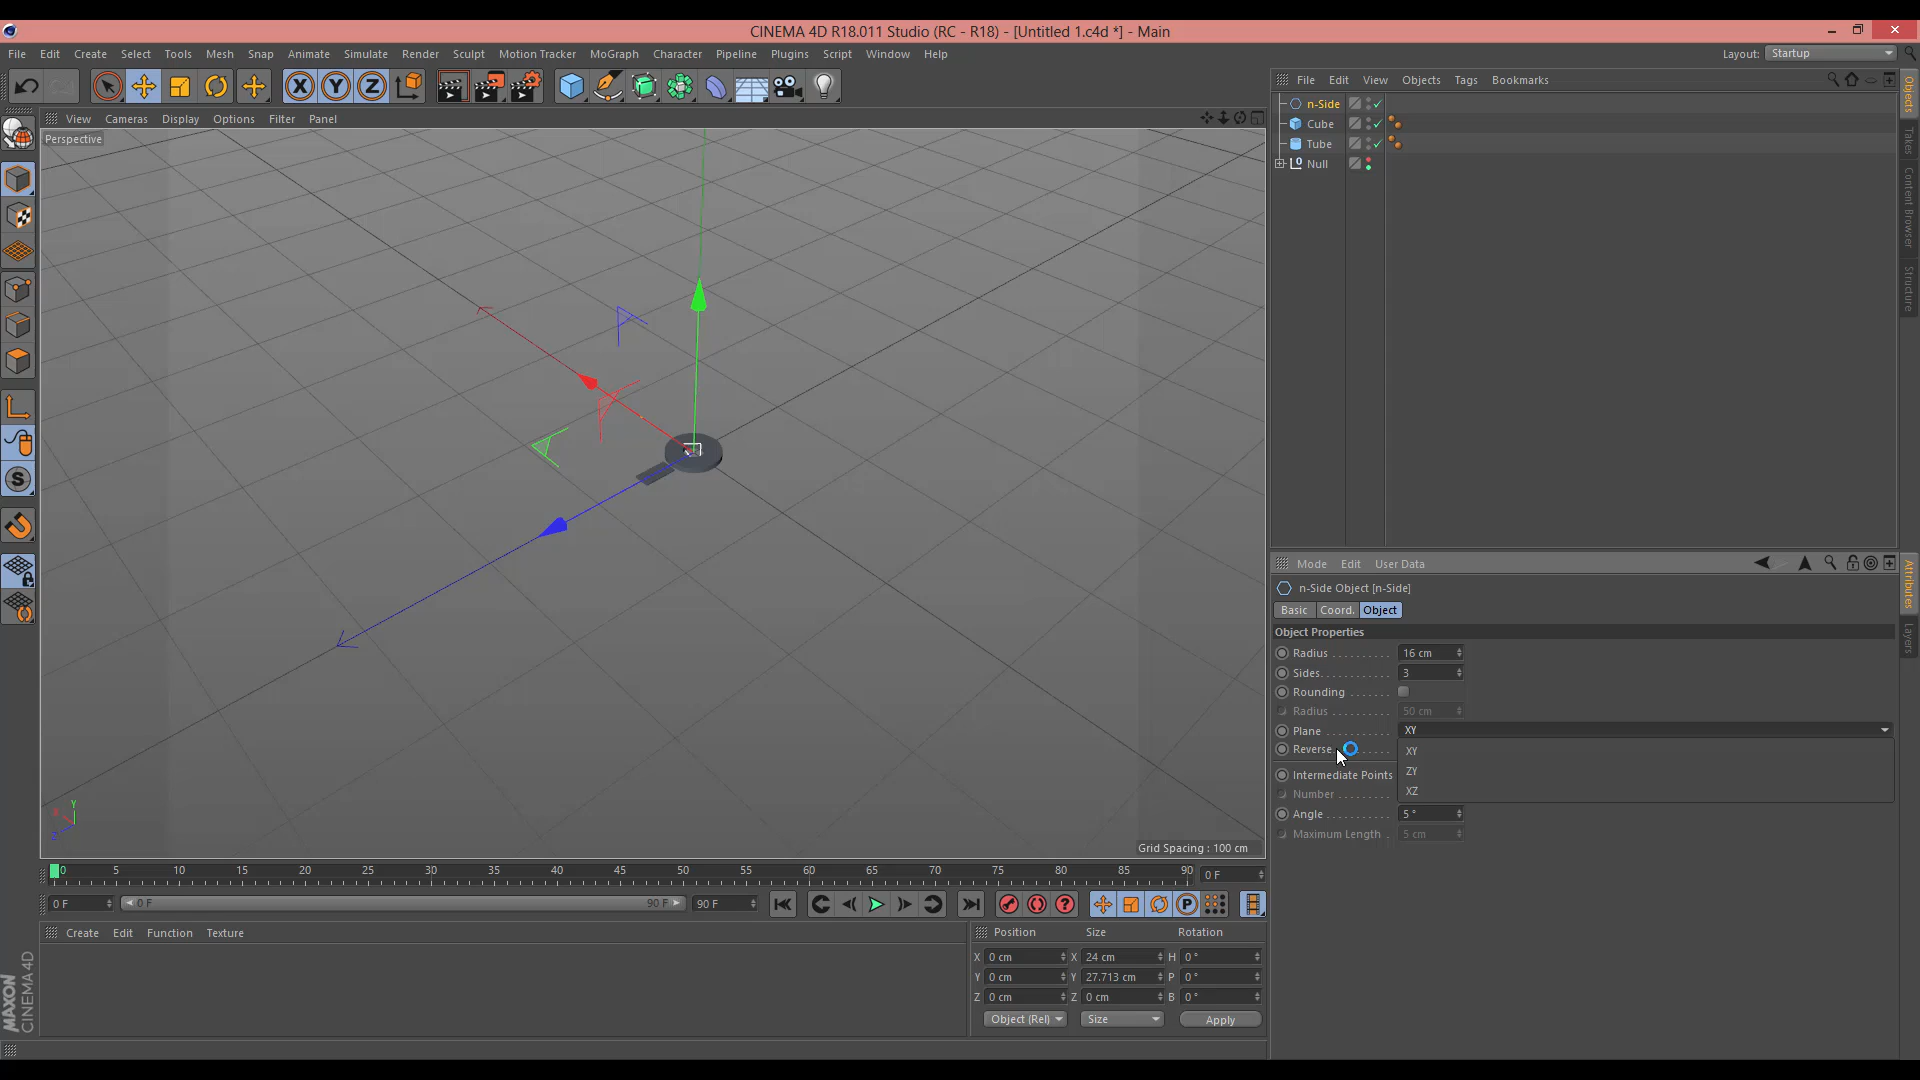 CINEMA 4D R18.011 Studio (RC - R18) - [Untitled 1.c4d *] - Main
File Edit Create Select Tools Mesh Snap Animate Simulate Render Sculpt Motion Tracker MoGraph Character Pipeline Plugins Script Window Help
Layout: Startup
X Y Z
File Edit View Objects Tags Bookmarks
View Cameras Display Options Filter Panel
Perspective
n-Side
Cube
Tube
Null
Objects
Takes
Content Browser
Structure
Mode Edit User Data
n-Side Object [n-Side]
Basic Coord. Object
Object Properties
Radius . . . . . . . . . . 16 cm
Sides. . . . . . . . . . . 3
Rounding . . . . . . .
Radius . . . . . . . . . . 50 cm
Plane . . . . . . . . . . XY
Reverse
XY
ZY
XZ
Intermediate Points
Number . . . . . . . . .
Angle . . . . . . . . . . . 5 °
Maximum Length . 5 cm
Attributes
Layers
Y
Z
Grid Spacing : 100 cm
0 5 10 15 20 25 30 35 40 45 50 55 60 65 70 75 80 85 90
0 F
0 F 0 F 90 F 90 F
Create Edit Function Texture
Position Size Rotation
X 0 cm X 24 cm H 0 °
Y 0 cm Y 27.713 cm P 0 °
Z 0 cm Z 0 cm B 0 °
Object (Rel) Size Apply
MAXON
CINEMA 4D